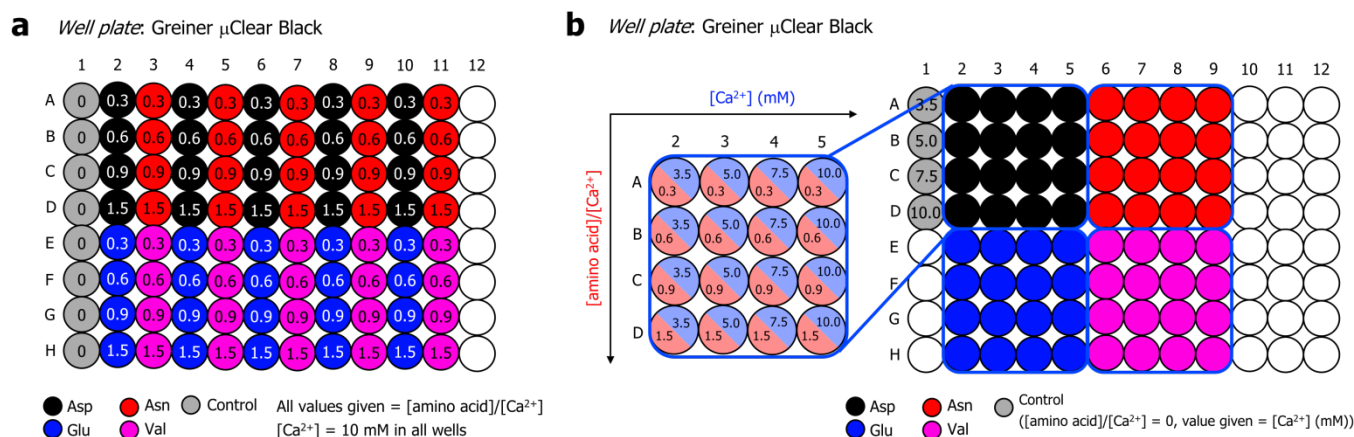 a Well plate: Greiner μClear Black
1 2 3 4 5 6 7 8 9 10 11 12
A 0 0.3 0.3 0.3 0.3 0.3 0.3 0.3 0.3 0.3 0.3
B 0 0.6 0.6 0.6 0.6 0.6 0.6 0.6 0.6 0.6 0.6
C 0 0.9 0.9 0.9 0.9 0.9 0.9 0.9 0.9 0.9 0.9
D 0 1.5 1.5 1.5 1.5 1.5 1.5 1.5 1.5 1.5 1.5
E 0 0.3 0.3 0.3 0.3 0.3 0.3 0.3 0.3 0.3 0.3
F 0 0.6 0.6 0.6 0.6 0.6 0.6 0.6 0.6 0.6 0.6
G 0 0.9 0.9 0.9 0.9 0.9 0.9 0.9 0.9 0.9 0.9
H 0 1.5 1.5 1.5 1.5 1.5 1.5 1.5 1.5 1.5 1.5
Asp Asn Control
Glu Val
All values given = [amino acid]/[Ca²⁺]
[Ca²⁺] = 10 mM in all wells
b Well plate: Greiner μClear Black
[Ca²⁺] (mM)
[amino acid]/[Ca²⁺]
2 3 4 5
A 3.5 0.3 5.0 0.3 7.5 0.3 10.0 0.3
B 3.5 0.6 5.0 0.6 7.5 0.6 10.0 0.6
C 3.5 0.9 5.0 0.9 7.5 0.9 10.0 0.9
D 3.5 1.5 5.0 1.5 7.5 1.5 10.0 1.5
1 2 3 4 5 6 7 8 9 10 11 12
A 3.5
B 5.0
C 7.5
D 10.0
E
F
G
H
Asp Asn Control
Glu Val ([amino acid]/[Ca²⁺] = 0, value given = [Ca²⁺] (mM))